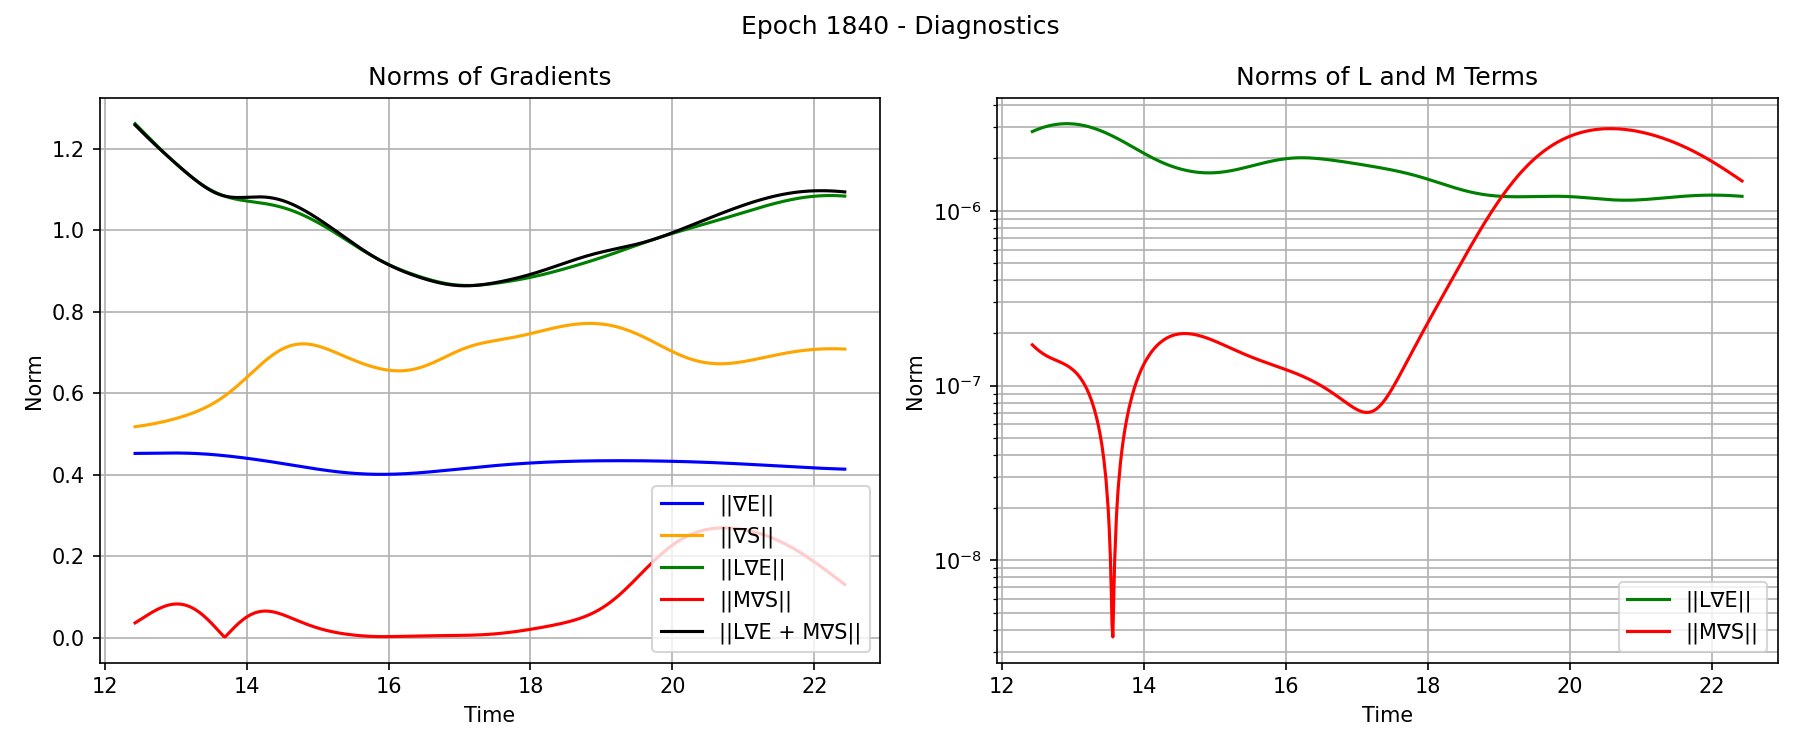 Epoch 1840 - Diagnostics
Norms of Gradients
Norm
1.2
1.0
0.8
0.6
0.4
0.2
0.0
12
14
16
18
20
22
Time
||∇E||
||∇S||
||L∇E||
||M∇S||
||L∇E + M∇S||
Norms of L and M Terms
Norm
10⁻⁶
10⁻⁷
10⁻⁸
12
14
16
18
20
22
Time
||L∇E||
||M∇S||